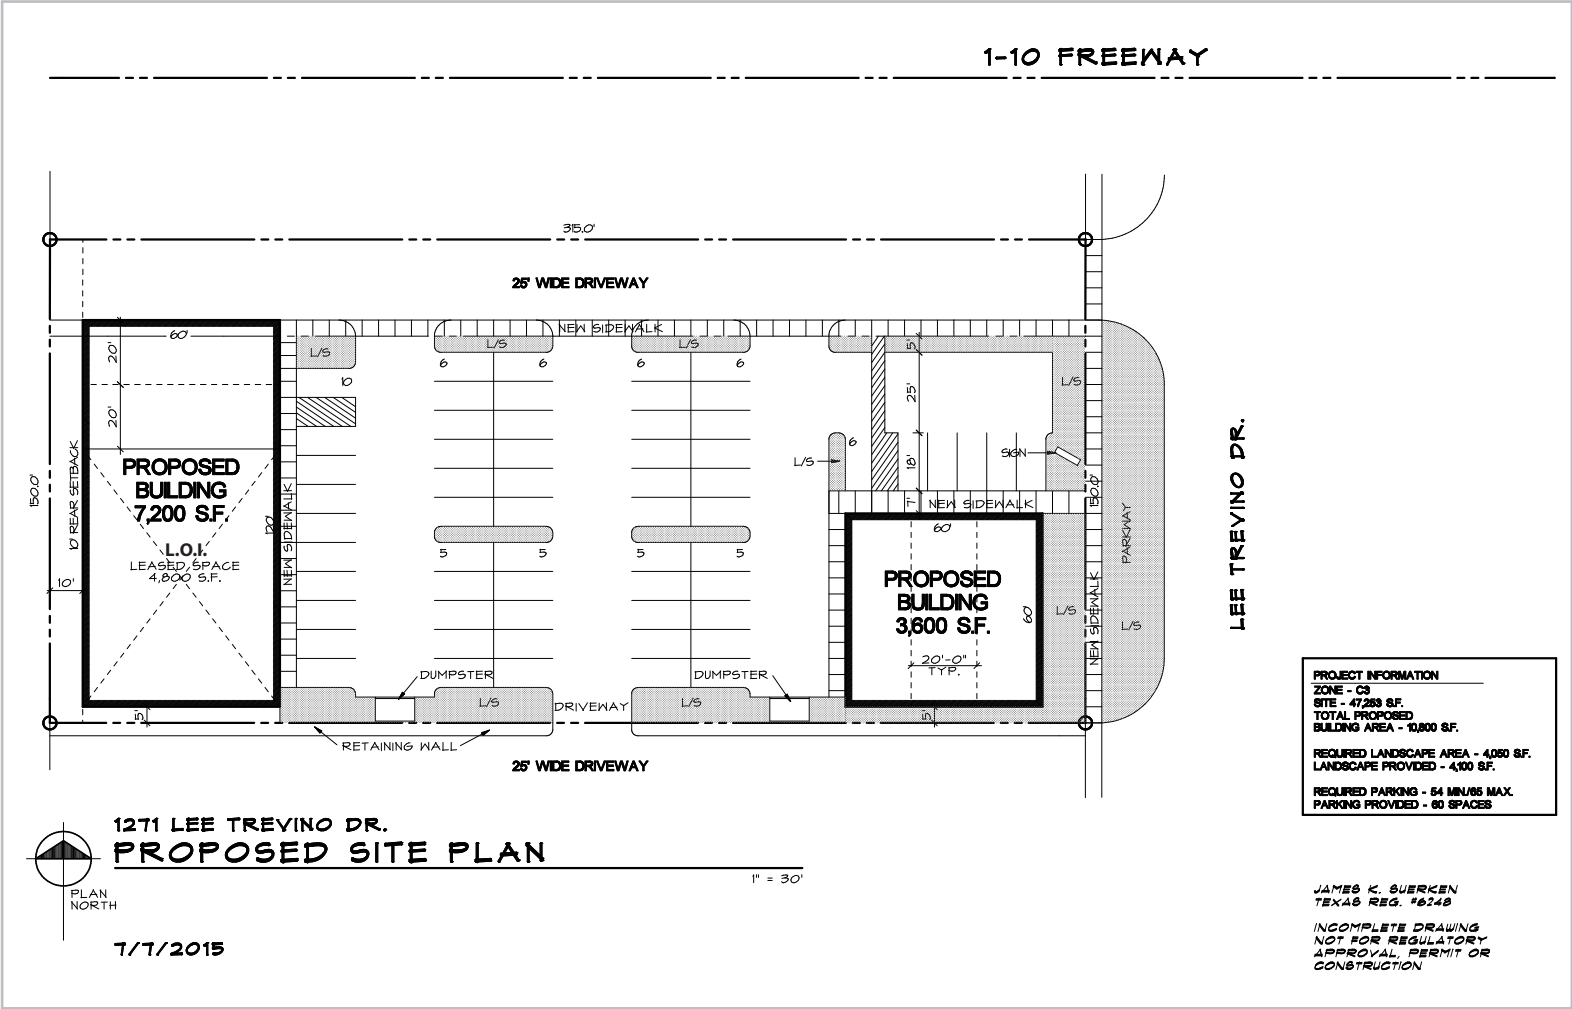 1-10 FREEWAY
315.0'
25' WIDE DRIVEWAY
NEW SIDEWALK
60'
20'
20'
L/S
L/S
L/S
10
6
6
6
6
5'
25'
18'
7'
L/S
6
L/S
SIGN
150.0'
10' REAR SETBACK
10'
PROPOSED
BUILDING
7,200 S.F.
L.O.I.
LEASED SPACE
4,800 S.F.
120'
NEW SIDEWALK
5
5
5
5
NEW SIDEWALK
60'
PROPOSED
BUILDING
3,600 S.F.
60'
20'-0"
TYP.
150.0'
NEW SIDEWALK
PARKWAY
L/S
L/S
LEE TREVINO DR.
DUMPSTER
DUMPSTER
L/S
DRIVEWAY
L/S
5'
5'
RETAINING WALL
25' WIDE DRIVEWAY
PROJECT INFORMATION
ZONE - C3
SITE - 47,253 S.F.
TOTAL PROPOSED
BUILDING AREA - 10,800 S.F.
REQUIRED LANDSCAPE AREA - 4,050 S.F.
LANDSCAPE PROVIDED - 4,100 S.F.
REQUIRED PARKING - 54 MIN./65 MAX.
PARKING PROVIDED - 60 SPACES
1271 LEE TREVINO DR.
PROPOSED SITE PLAN
1" = 30'
PLAN
NORTH
7/7/2015
JAMES K. SUERKEN
TEXAS REG. #6248
INCOMPLETE DRAWING
NOT FOR REGULATORY
APPROVAL, PERMIT OR
CONSTRUCTION